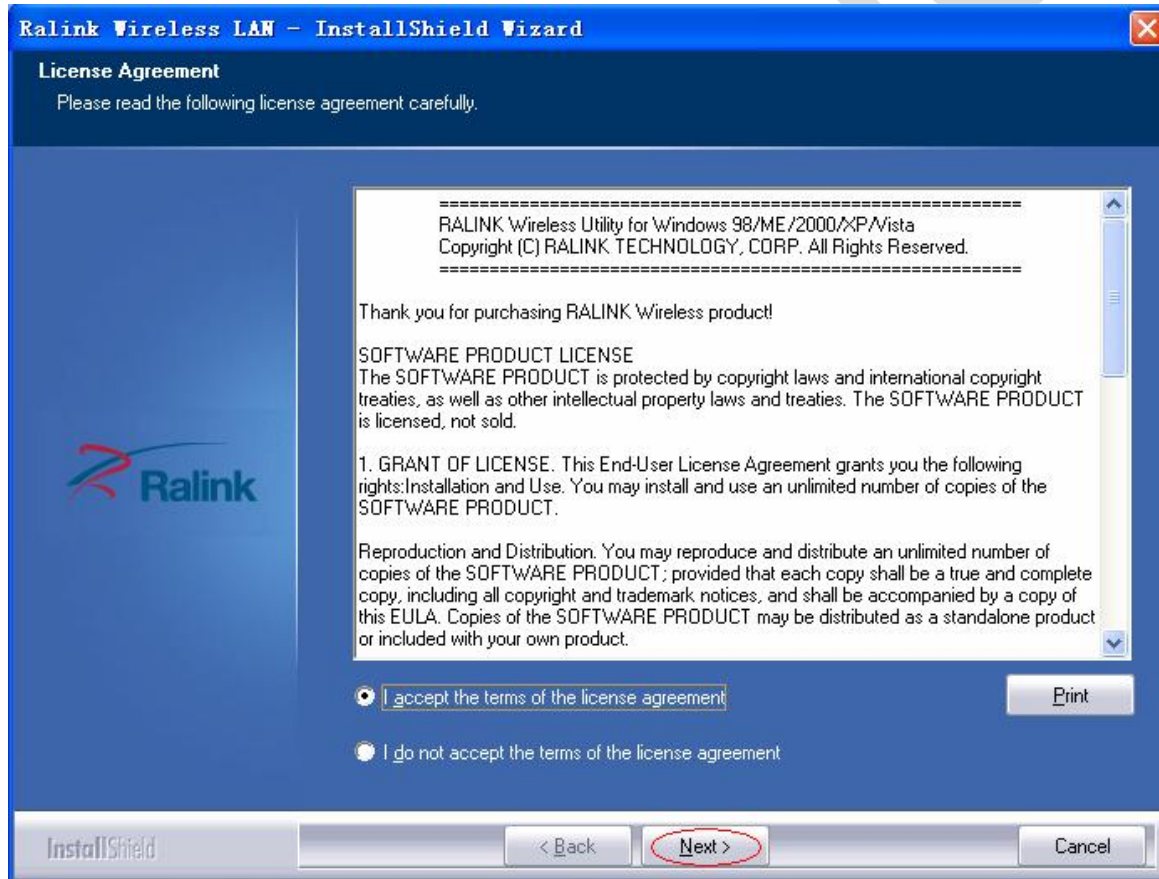 Ralink Wireless LAN - InstallShield Wizard
License Agreement
Please read the following license agreement carefully.
============================================================
RALINK Wireless Utility for Windows 98/ME/2000/XP/Vista
Copyright (C) RALINK TECHNOLOGY, CORP. All Rights Reserved.
============================================================
Thank you for purchasing RALINK Wireless product!
SOFTWARE PRODUCT LICENSE
The SOFTWARE PRODUCT is protected by copyright laws and international copyright
treaties, as well as other intellectual property laws and treaties. The SOFTWARE PRODUCT
is licensed, not sold.
1. GRANT OF LICENSE. This End-User License Agreement grants you the following
rights:Installation and Use. You may install and use an unlimited number of copies of the
SOFTWARE PRODUCT.
Reproduction and Distribution. You may reproduce and distribute an unlimited number of
copies of the SOFTWARE PRODUCT; provided that each copy shall be a true and complete
copy, including all copyright and trademark notices, and shall be accompanied by a copy of
this EULA. Copies of the SOFTWARE PRODUCT may be distributed as a standalone product
or included with your own product.
Ralink
I accept the terms of the license agreement
Print
I do not accept the terms of the license agreement
InstallShield
< Back
Next >
Cancel